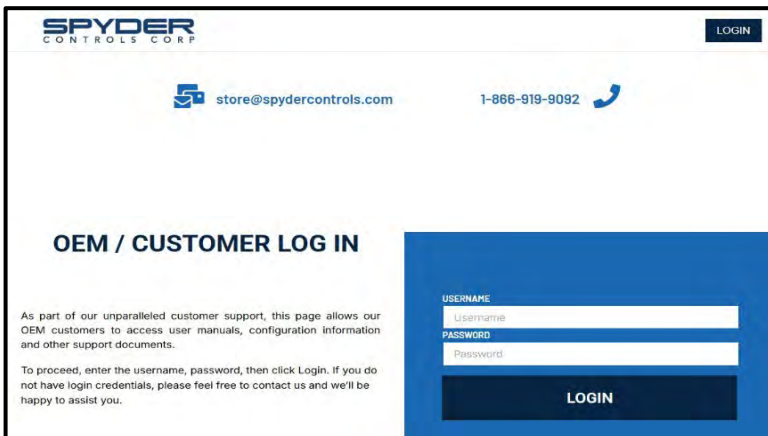 SPYDER
CONTROLS CORP
LOGIN
store@spydercontrols.com
1-866-919-9092
OEM / CUSTOMER LOG IN
As part of our unparalleled customer support, this page allows our
OEM customers to access user manuals, configuration information
and other support documents.
To proceed, enter the username, password, then click Login. If you do
not have login credentials, please feel free to contact us and we'll be
happy to assist you.
USERNAME
Username
PASSWORD
Password
LOGIN